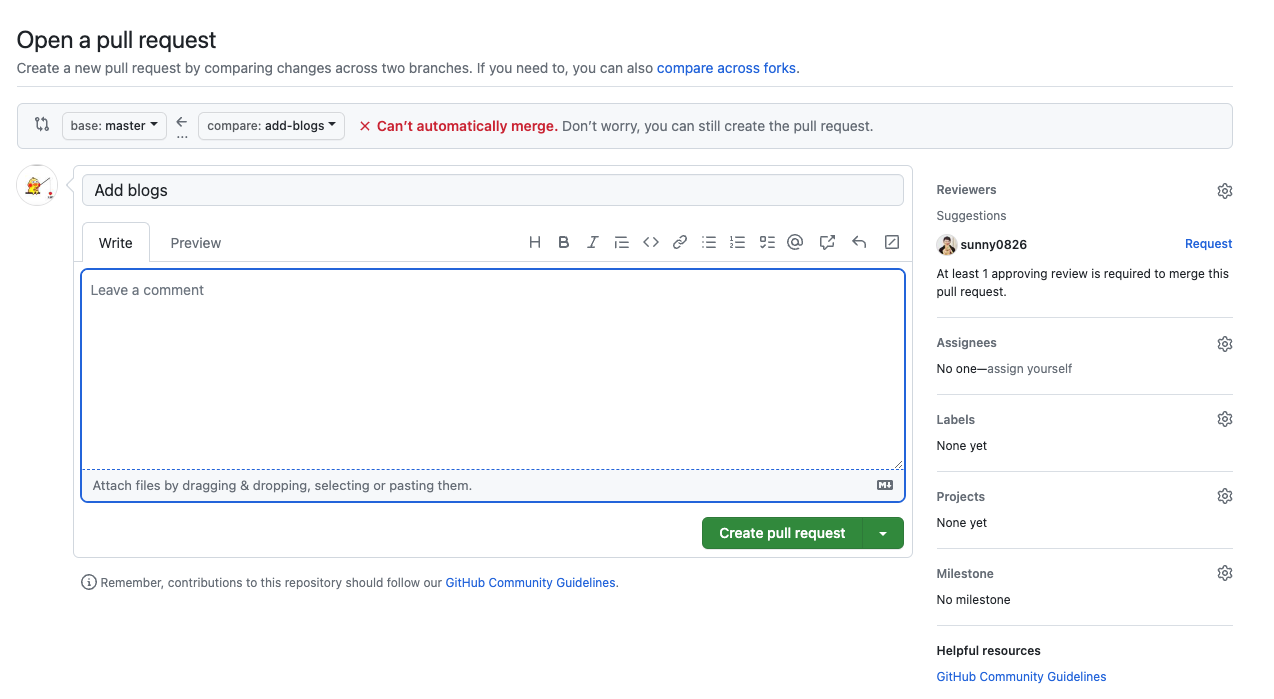 Open a pull request
Create a new pull request by comparing changes across two branches. If you need to, you can also compare across forks.
base: master
...
compare: add-blogs
Can't automatically merge. Don't worry, you can still create the pull request.
Add blogs
Write
Preview
Leave a comment
Attach files by dragging & dropping, selecting or pasting them.
Create pull request
Remember, contributions to this repository should follow our GitHub Community Guidelines.
Reviewers
Suggestions
sunny0826
Request
At least 1 approving review is required to merge this
pull request.
Assignees
No one—assign yourself
Labels
None yet
Projects
None yet
Milestone
No milestone
Helpful resources
GitHub Community Guidelines